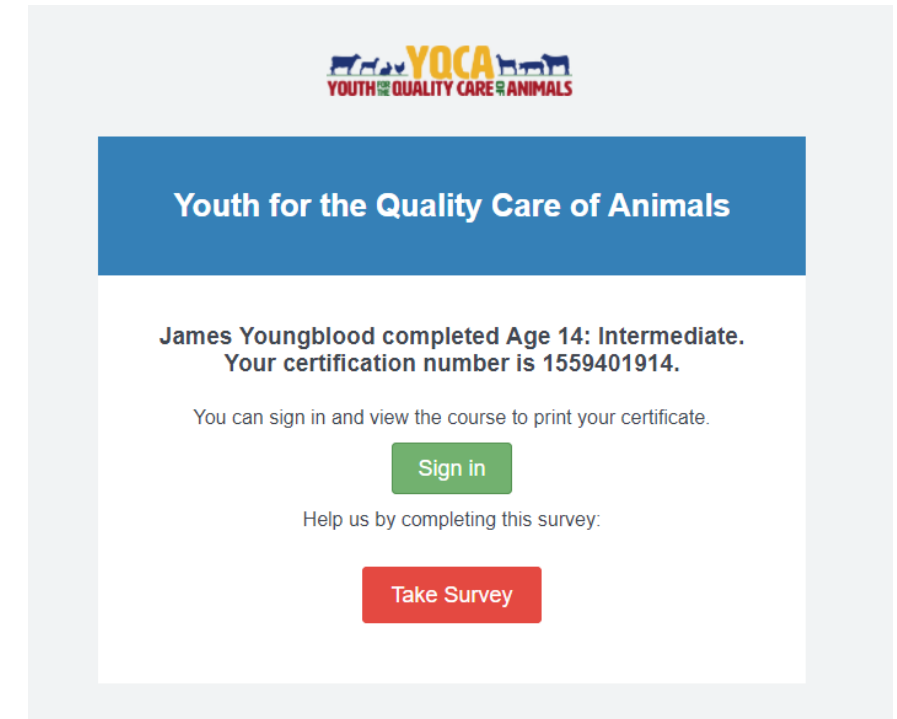 YQCA
YOUTH FOR THE QUALITY CARE OF ANIMALS
Youth for the Quality Care of Animals
James Youngblood completed Age 14: Intermediate.
Your certification number is 1559401914.
You can sign in and view the course to print your certificate.
Sign in
Help us by completing this survey:
Take Survey